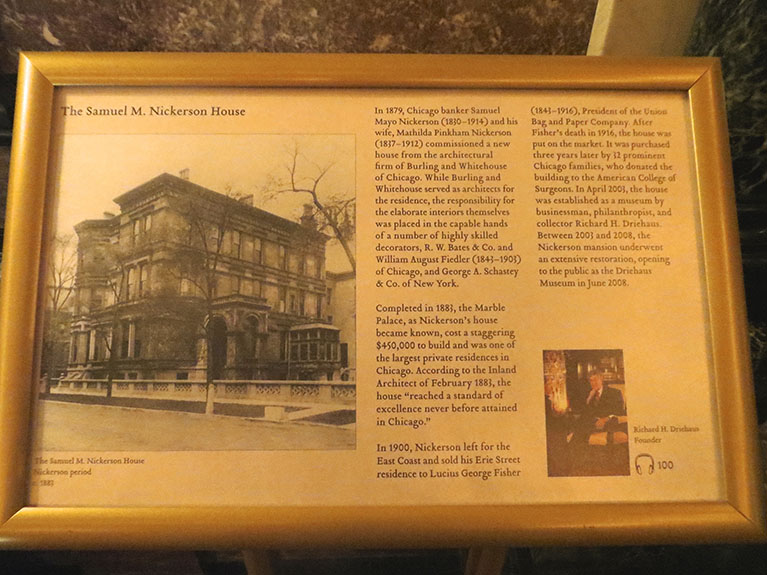 The Samuel M. Nickerson House
In 1879, Chicago banker Samuel
Mayo Nickerson (1830–1914) and his
wife, Mathilda Pinkham Nickerson
(1837–1912) commissioned a new
house from the architectural
firm of Burling and Whitehouse
of Chicago. While Burling and
Whitehouse served as architects for
the residence, the responsibility for
the elaborate interiors themselves
was placed in the capable hands
of a number of highly skilled
decorators, R. W. Bates & Co. and
William August Fiedler (1843–1903)
of Chicago, and George A. Schastey
& Co. of New York.
Completed in 1883, the Marble
Palace, as Nickerson's house
became known, cost a staggering
$450,000 to build and was one of
the largest private residences in
Chicago. According to the Inland
Architect of February 1883, the
house "reached a standard of
excellence never before attained
in Chicago."
In 1900, Nickerson left for the
East Coast and sold his Erie Street
residence to Lucius George Fisher
(1843–1916), President of the Union
Bag and Paper Company. After
Fisher's death in 1916, the house was
put on the market. It was purchased
three years later by 12 prominent
Chicago families, who donated the
building to the American College of
Surgeons. In April 2003, the house
was established as a museum by
businessman, philanthropist, and
collector Richard H. Driehaus.
Between 2003 and 2008, the
Nickerson mansion underwent
an extensive restoration, opening
to the public as the Driehaus
Museum in June 2008.
The Samuel M. Nickerson House
Nickerson period
c. 1883
Richard H. Driehaus
Founder
100